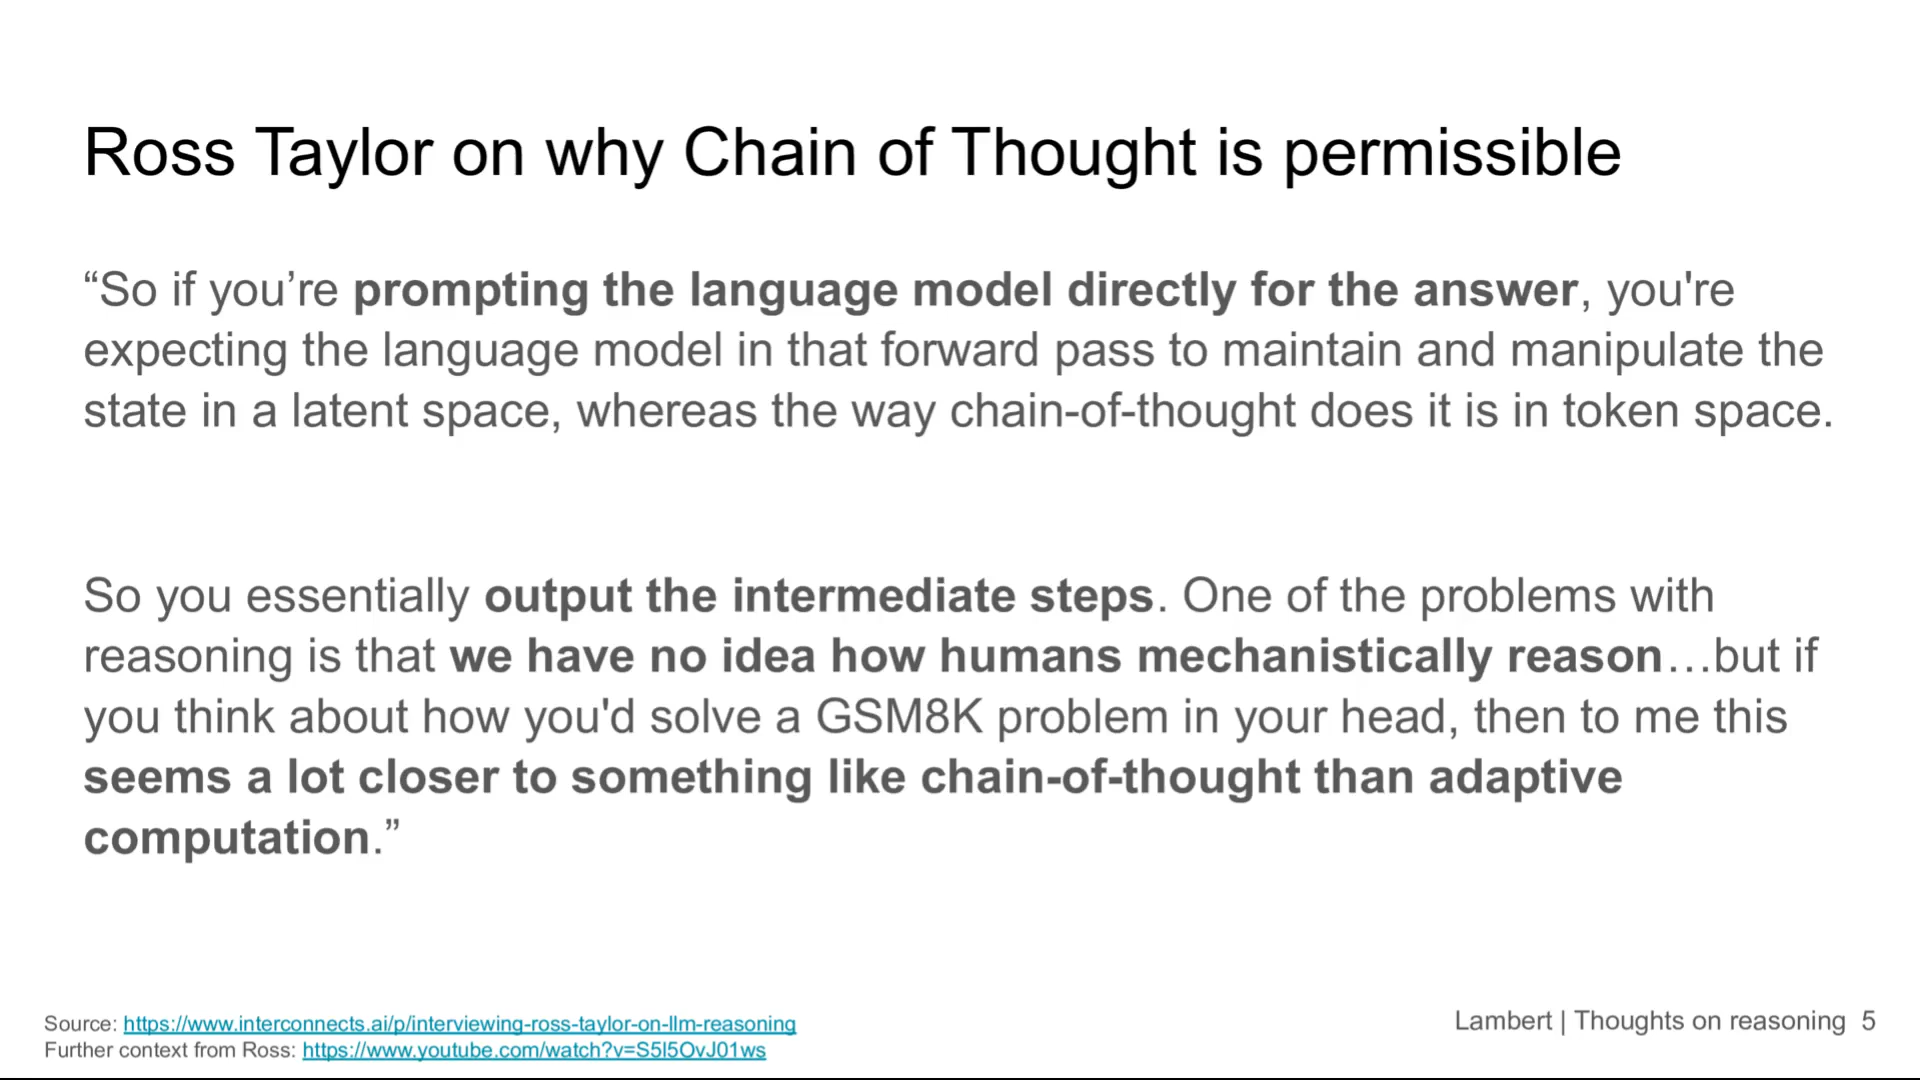 Ross Taylor on why Chain of Thought is permissible
“So if you’re prompting the language model directly for the answer, you're
expecting the language model in that forward pass to maintain and manipulate the
state in a latent space, whereas the way chain-of-thought does it is in token space.
So you essentially output the intermediate steps. One of the problems with
reasoning is that we have no idea how humans mechanistically reason…but if
you think about how you'd solve a GSM8K problem in your head, then to me this
seems a lot closer to something like chain-of-thought than adaptive
computation.”
Source: https://www.interconnects.ai/p/interviewing-ross-taylor-on-llm-reasoning
Further context from Ross: https://www.youtube.com/watch?v=S5l5OvJ01ws
Lambert | Thoughts on reasoning 5